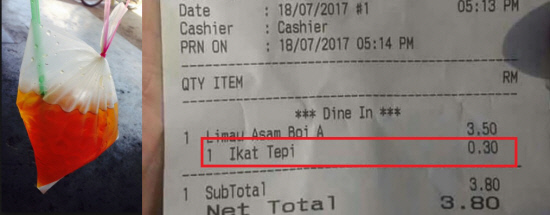 Date : 18/07/2017 #1 05:13 PM
Cashier : Cashier
PRN ON : 18/07/2017 05:14 PM
QTY ITEM RM
*** Dine In ***
1 Limau Asam Boi A 3.50
1 Ikat Tepi 0.30
1 SubTotal 3.80
Net Total 3.80